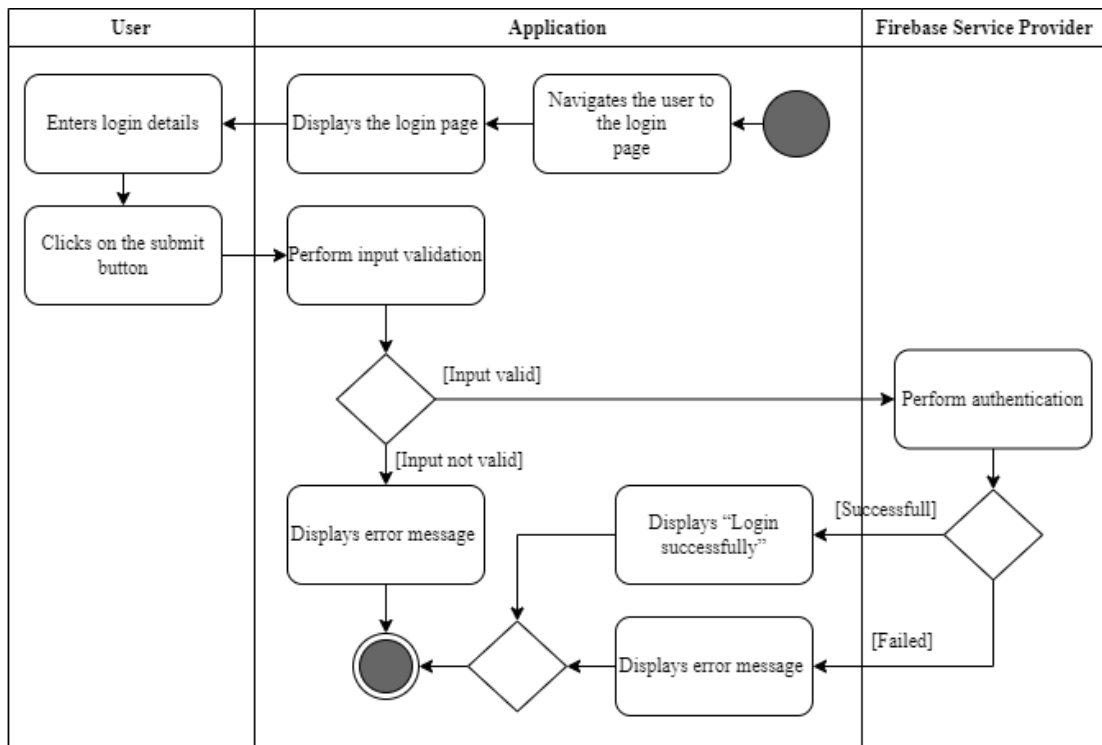 User
Application
Firebase Service Provider
Enters login details
Displays the login page
Navigates the user to
the login
page
Clicks on the submit
button
Perform input validation
[Input valid]
Perform authentication
[Input not valid]
Displays error message
Displays “Login
successfully”
[Successfull]
Displays error message
[Failed]